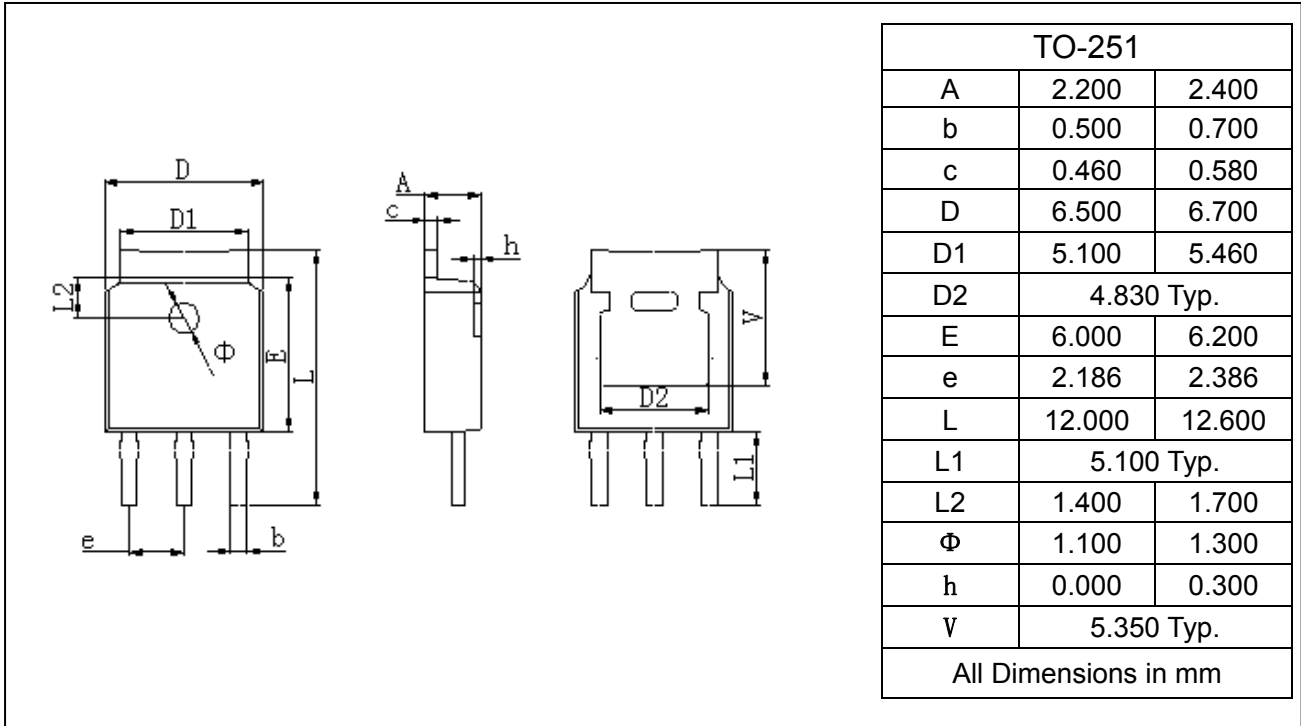 D
D1
L2
Φ
E
L
e
b
A
c
h
V
D2
L1
TO-251
A 2.200 2.400
b 0.500 0.700
c 0.460 0.580
D 6.500 6.700
D1 5.100 5.460
D2 4.830 Typ.
E 6.000 6.200
e 2.186 2.386
L 12.000 12.600
L1 5.100 Typ.
L2 1.400 1.700
Φ 1.100 1.300
h 0.000 0.300
V 5.350 Typ.
All Dimensions in mm